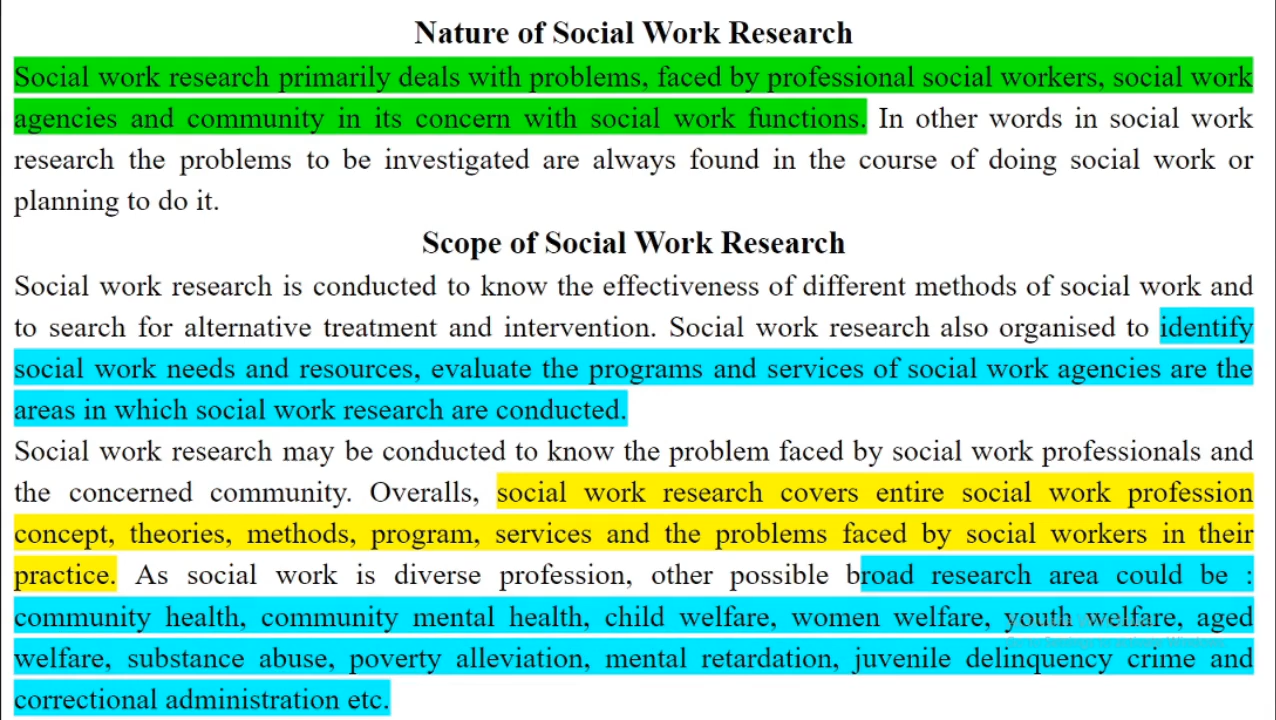 Nature of Social Work Research
Social work research primarily deals with problems, faced by professional social workers, social work
agencies and community in its concern with social work functions. In other words in social work
research the problems to be investigated are always found in the course of doing social work or
planning to do it.
Scope of Social Work Research
Social work research is conducted to know the effectiveness of different methods of social work and
to search for alternative treatment and intervention. Social work research also organised to identify
social work needs and resources, evaluate the programs and services of social work agencies are the
areas in which social work research are conducted.
Social work research may be conducted to know the problem faced by social work professionals and
the concerned community. Overalls, social work research covers entire social work profession
concept, theories, methods, program, services and the problems faced by social workers in their
practice. As social work is diverse profession, other possible broad research area could be :
community health, community mental health, child welfare, women welfare, youth welfare, aged
welfare, substance abuse, poverty alleviation, mental retardation, juvenile delinquency crime and
correctional administration etc.